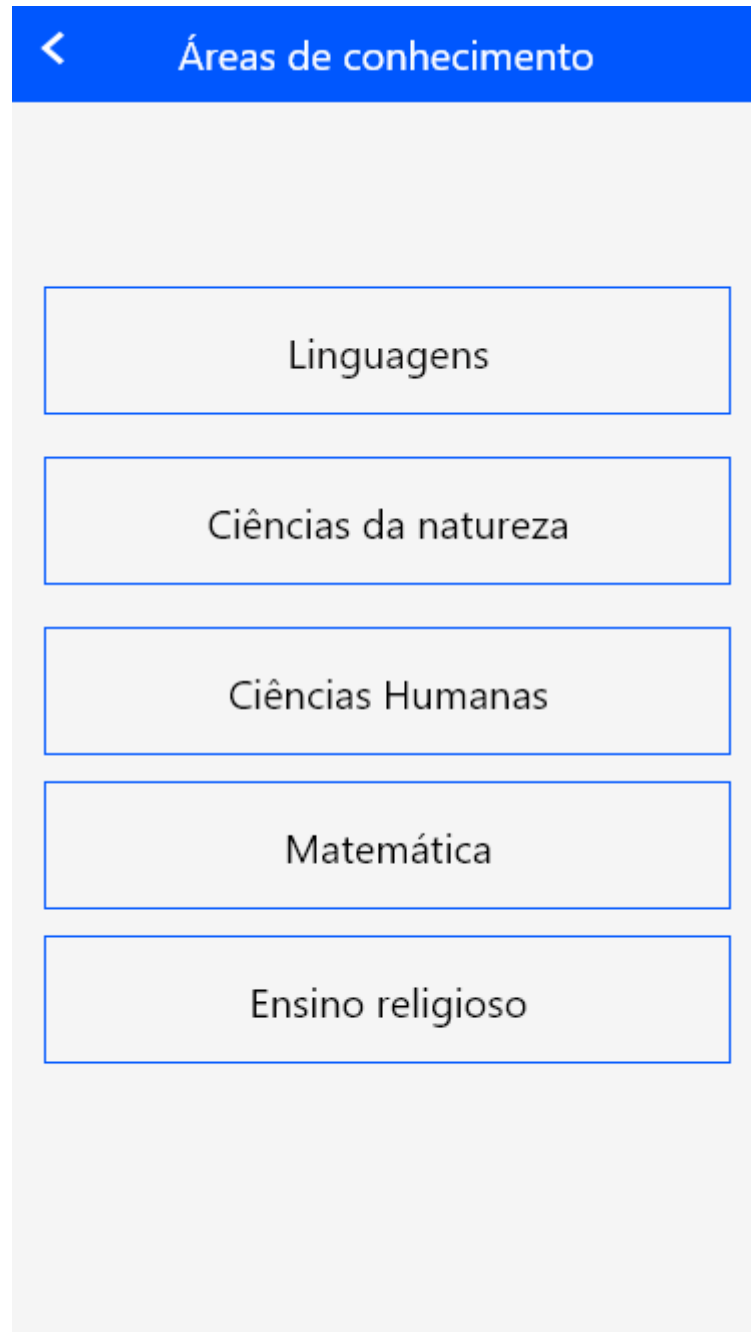 Áreas de conhecimento
Linguagens
Ciências da natureza
Ciências Humanas
Matemática
Ensino religioso